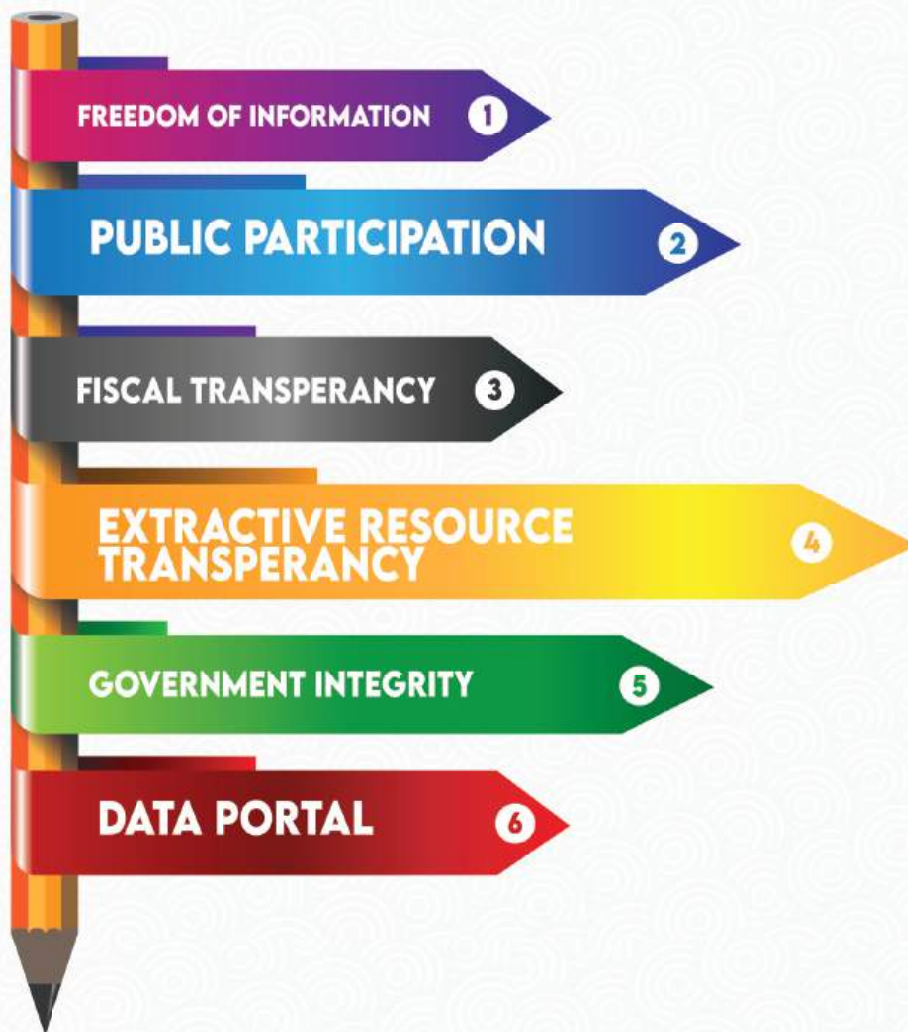 FREEDOM OF INFORMATION 1
PUBLIC PARTICIPATION 2
FISCAL TRANSPERANCY 3
EXTRACTIVE RESOURCE
TRANSPERANCY 4
GOVERNMENT INTEGRITY 5
DATA PORTAL 6